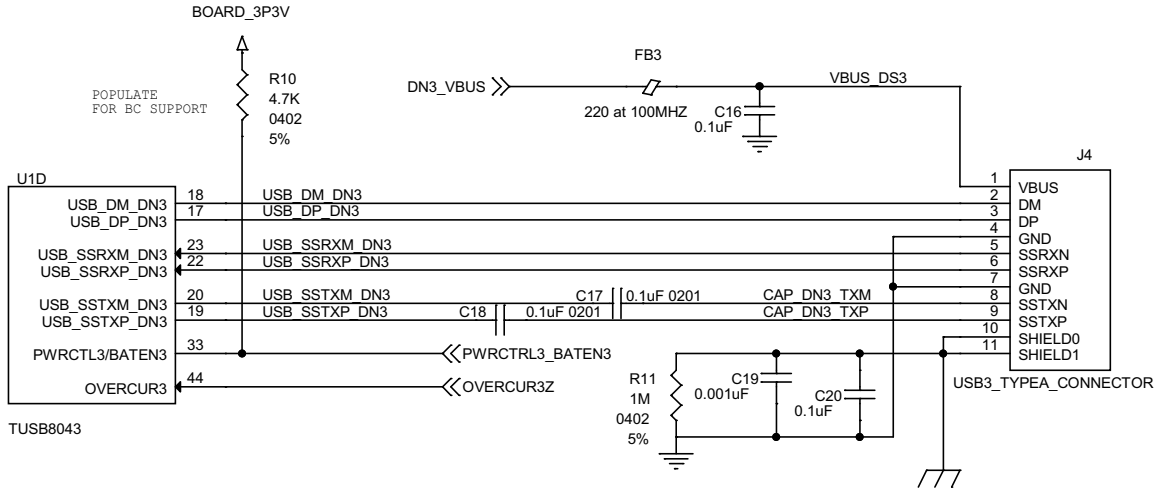 BOARD_3P3V
R10
4.7K
0402
5%
POPULATE
FOR BC SUPPORT
FB3
DN3_VBUS
220 at 100MHZ
VBUS_DS3
C16
0.1uF
J4
U1D
USB_DM_DN3 18 USB_DM_DN3
USB_DP_DN3 17 USB_DP_DN3
USB_SSRXM_DN3 23 USB_SSRXM_DN3
USB_SSRXP_DN3 22 USB_SSRXP_DN3
USB_SSTXM_DN3 20 USB_SSTXM_DN3 C17 0.1uF 0201 CAP_DN3_TXM
USB_SSTXP_DN3 19 USB_SSTXP_DN3 C18 0.1uF 0201 CAP_DN3_TXP
PWRCTL3/BATEN3 33 PWRCTRL3_BATEN3
OVERCUR3 44 OVERCUR3Z
TUSB8043
1 VBUS
2 DM
3 DP
4 GND
5 SSRXN
6 SSRXP
7 GND
8 SSTXN
9 SSTXP
10 SHIELD0
11 SHIELD1
USB3_TYPEA_CONNECTOR
R11
1M
0402
5%
C19
0.001uF
C20
0.1uF